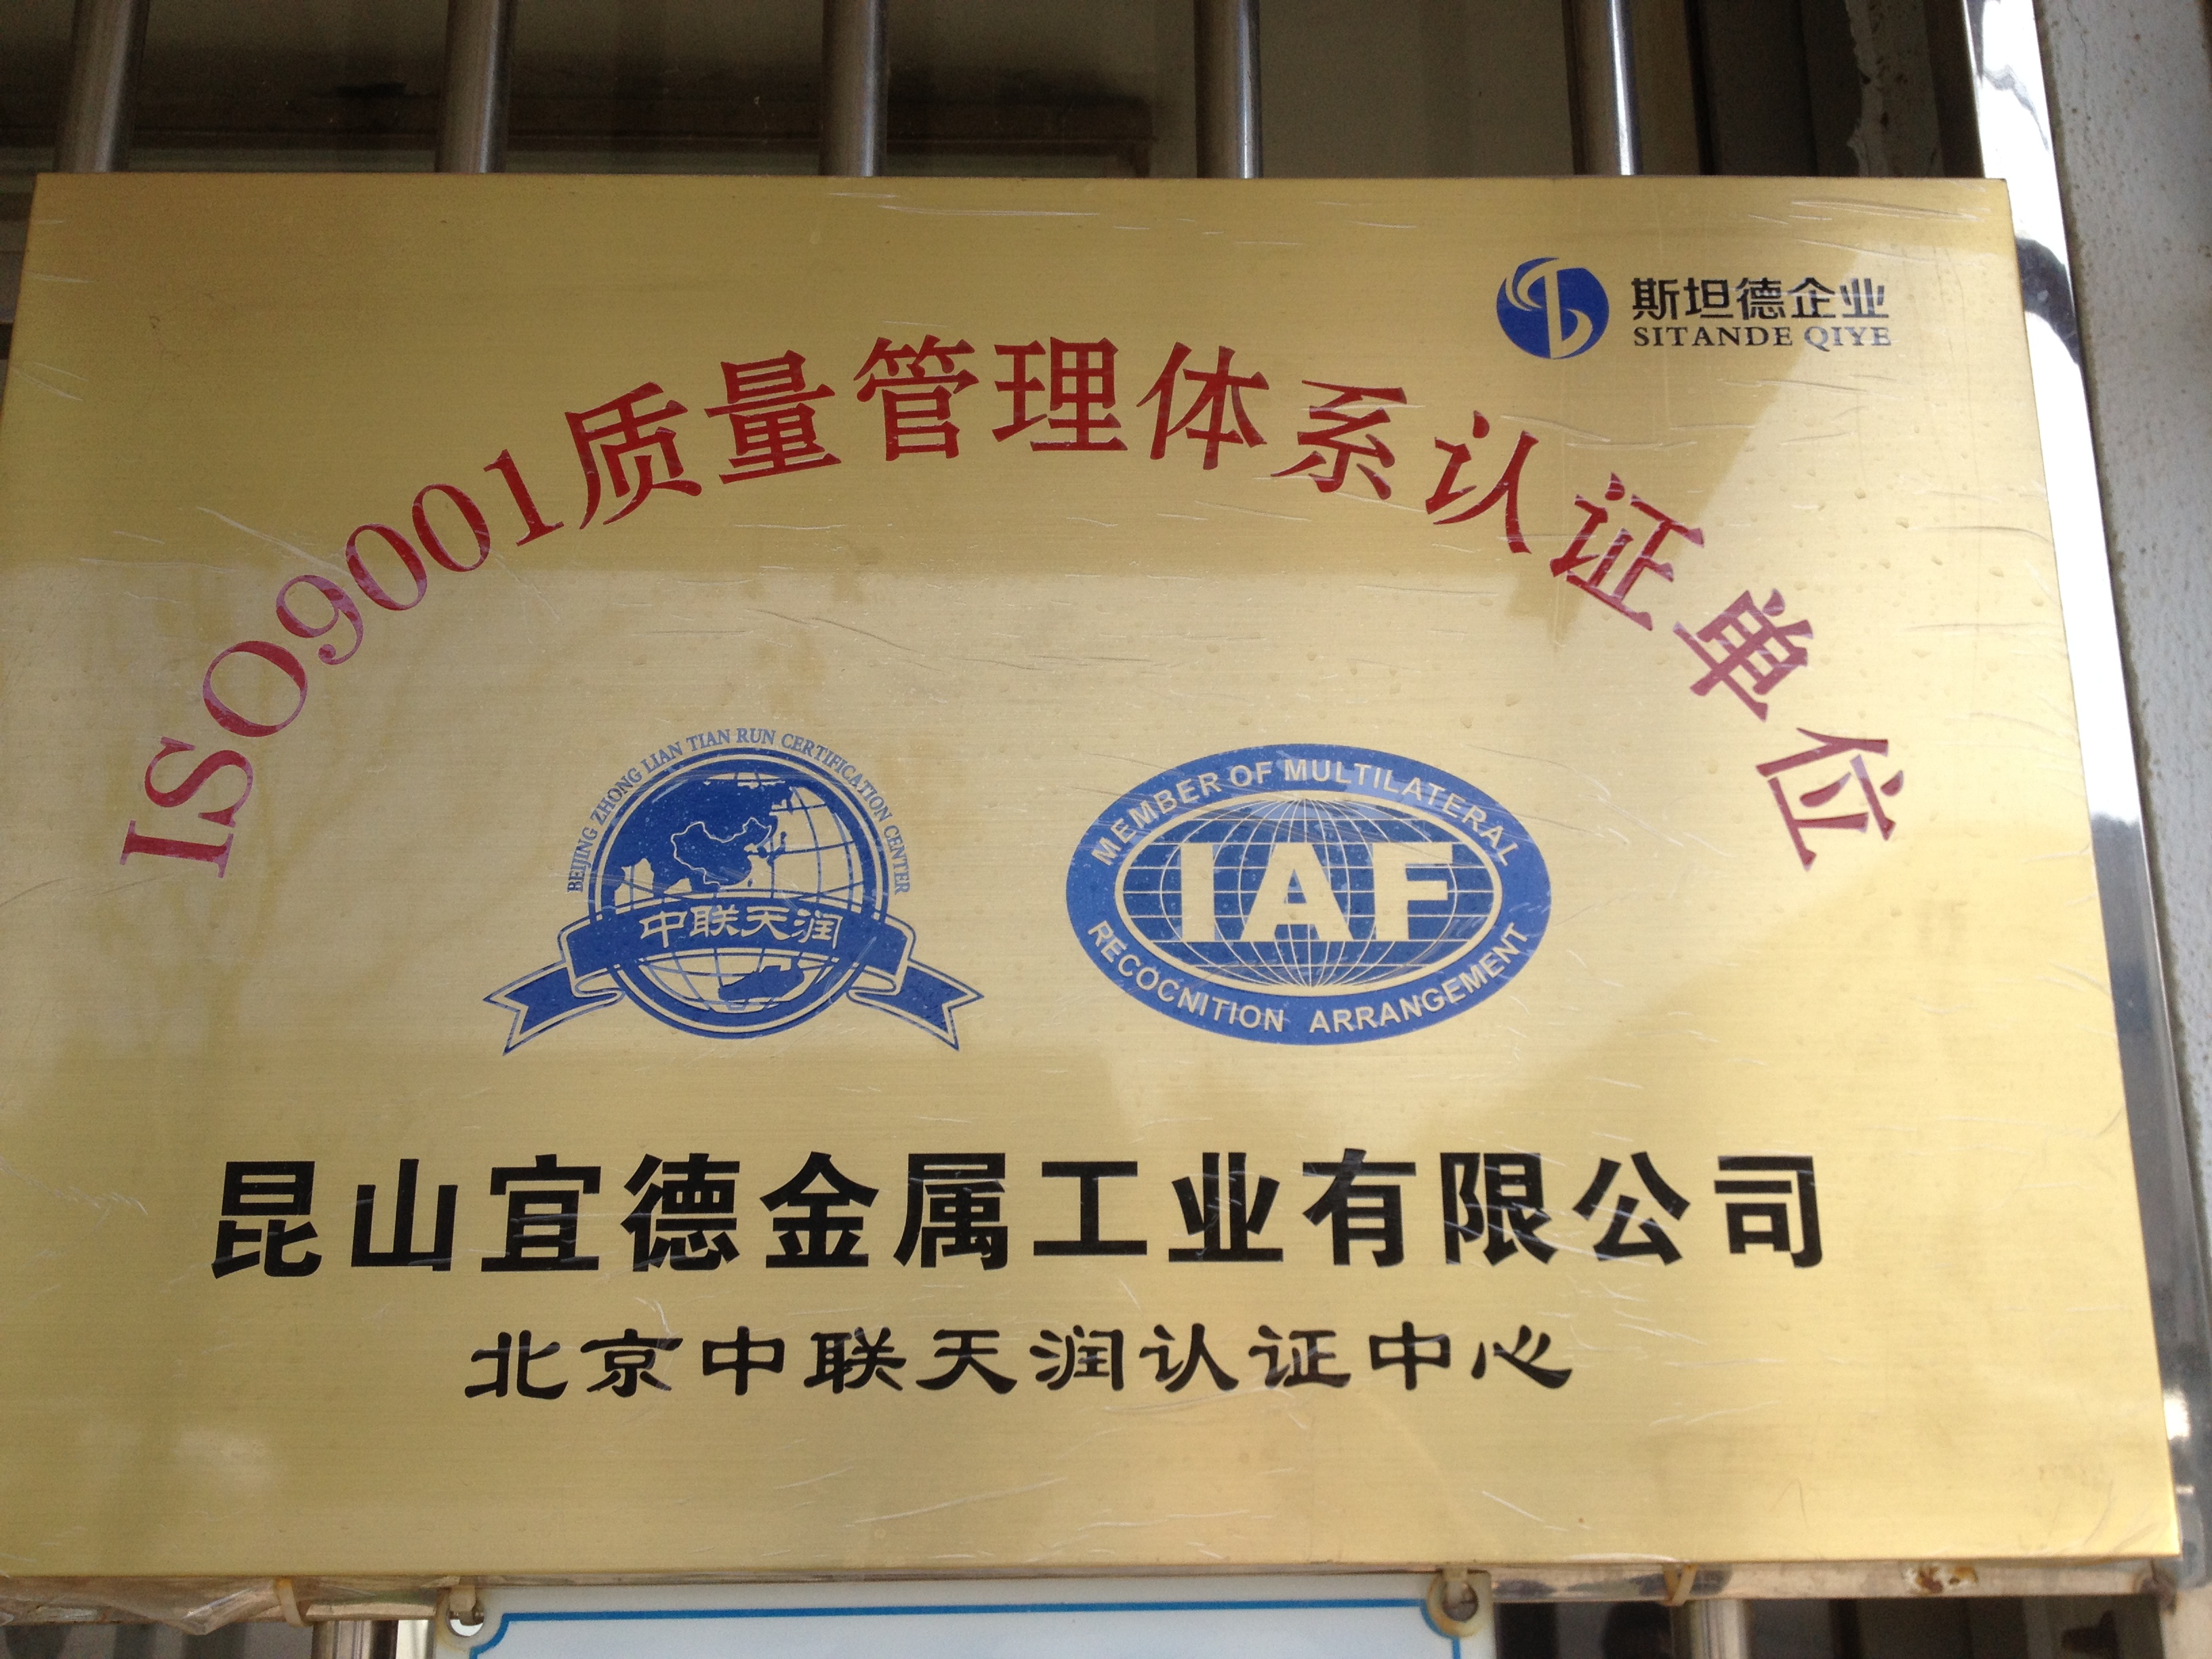 斯坦德企业
SITANDE QIYE
ISO9001质量管理体系认证单位
BEIJING ZHONG LIAN TIAN RUN CERTIFICATION CENTER
中联天润
MEMBER OF MULTILATERAL
IAF
RECOCNITION ARRANGEMENT
昆山宜德金属工业有限公司
北京中联天润认证中心